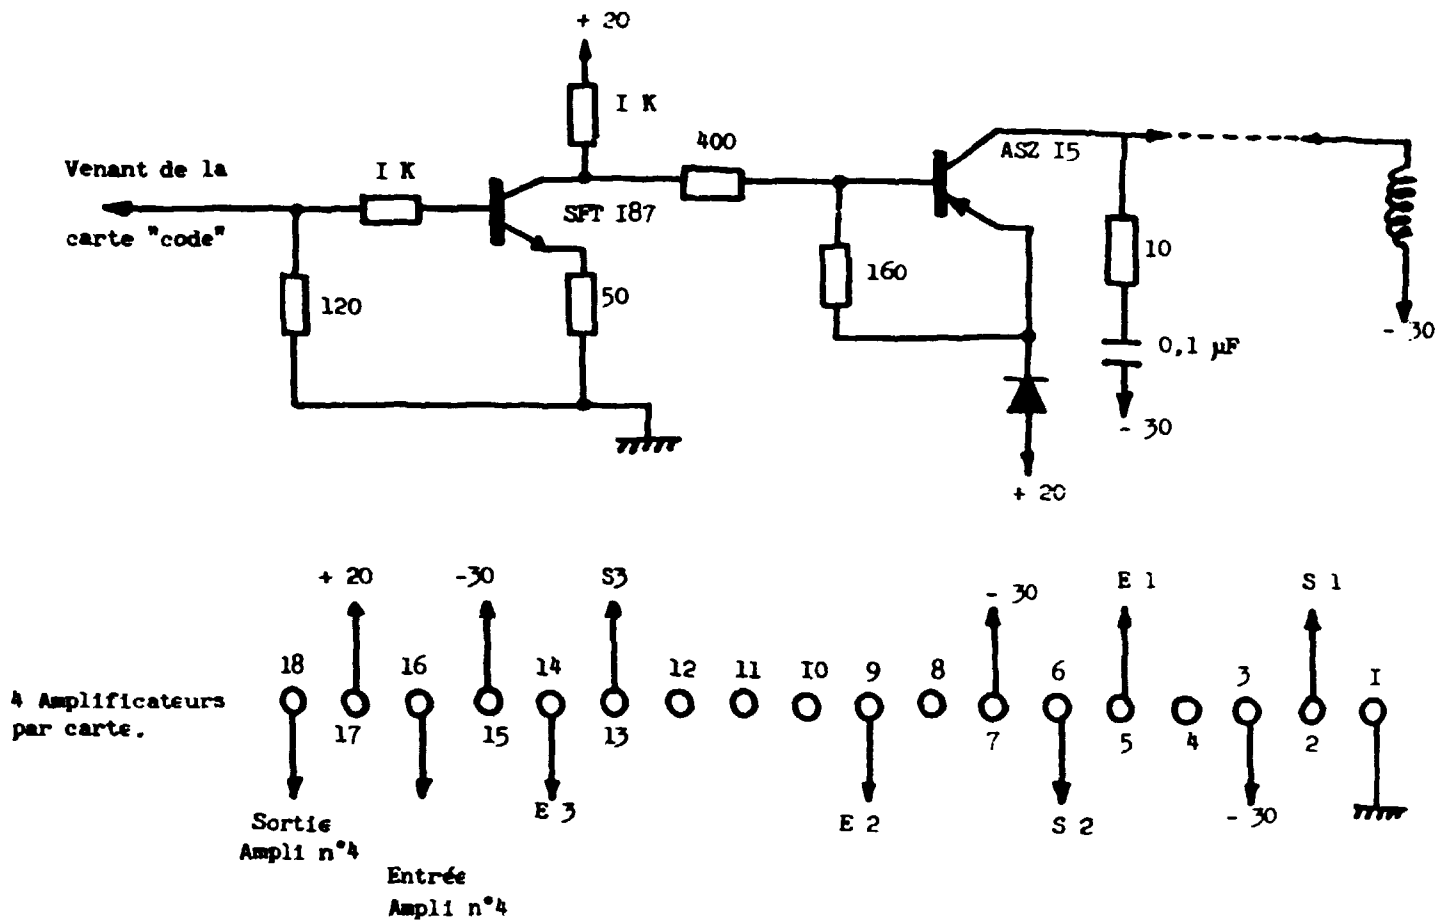 + 20
I K
400
ASZ I5
Venant de la
I K
SFT I87
carte "code"
10
160
50
120
- 30
0,1 µF
- 30
+ 20
+ 20
-30
S3
- 30
E 1
S 1
18
16
14
12
11
IO
9
8
6
3
I
4 Amplificateurs
par carte.
17
15
13
7
5
4
2
E 3
E 2
S 2
- 30
Sortie
Ampli n°4
Entrée
Ampli n°4